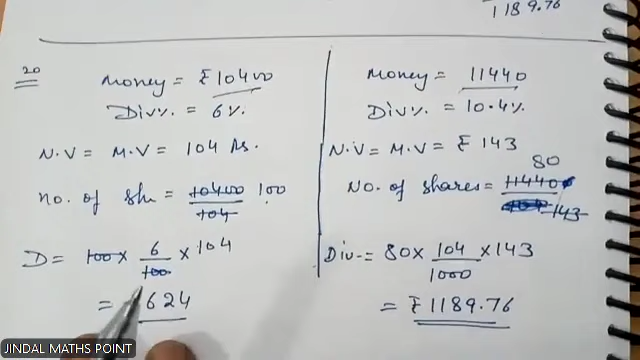 1189.76
20
Money = ₹10400
Div% = 6%
N.V = M.V = 104 Rs.
No. of Sh = 10400 100
104
D = 100 × 6 × 104
100
= 624
Money = 11440
Div% = 10.4%
N.V = M.V = ₹ 143
80
No. of shares = 11440
143
Div = 80 × 104 × 143
1000
= ₹1189.76
JINDAL MATHS POINT